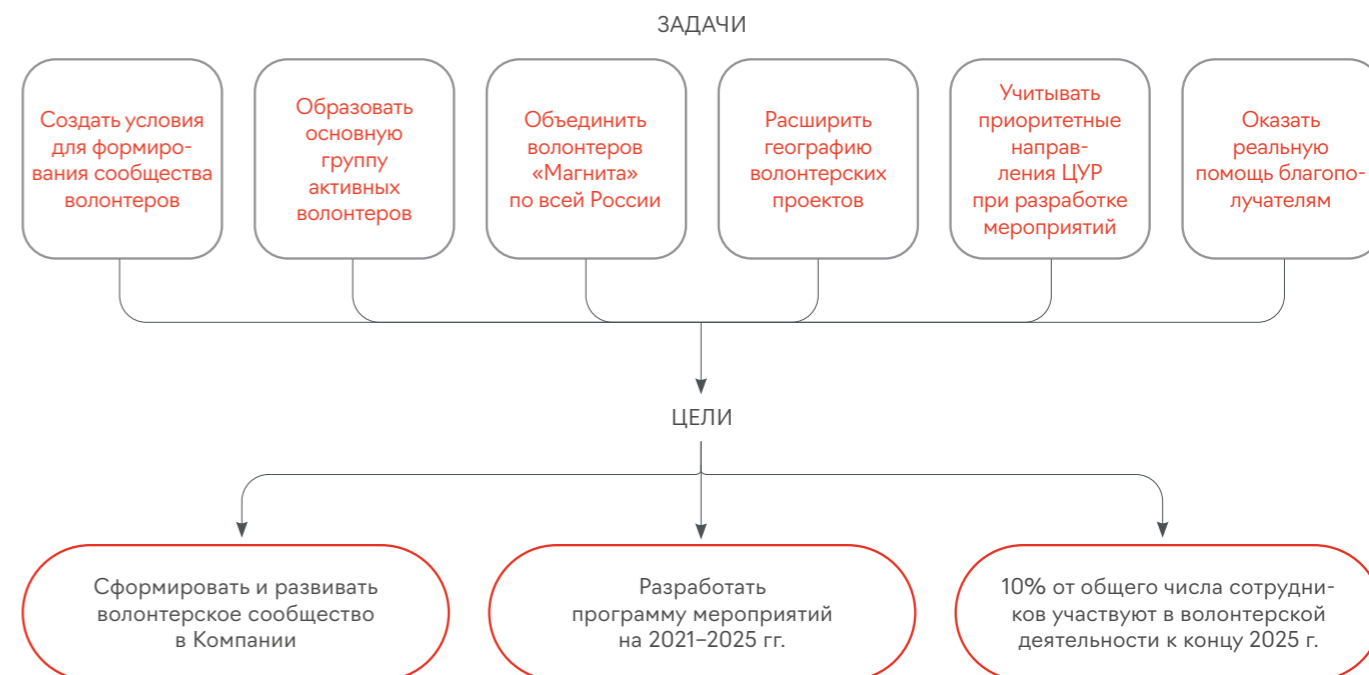 ЗАДАЧИ
Создать условия
для формиро-
вания сообщества
волонтеров
Образовать
основную
группу
активных
волонтеров
Объединить
волонтеров
«Магнита»
по всей России
Расширить
географию
волонтерских
проектов
Учитывать
приоритетные
направ-
ления ЦУР
при разработке
мероприятий
Оказать
реальную
помощь благопо-
лучателям
ЦЕЛИ
Сформировать и развивать
волонтерское сообщество
в Компании
Разработать
программу мероприятий
на 2021–2025 гг.
10% от общего числа сотрудни-
ков участвуют в волонтерской
деятельности к концу 2025 г.